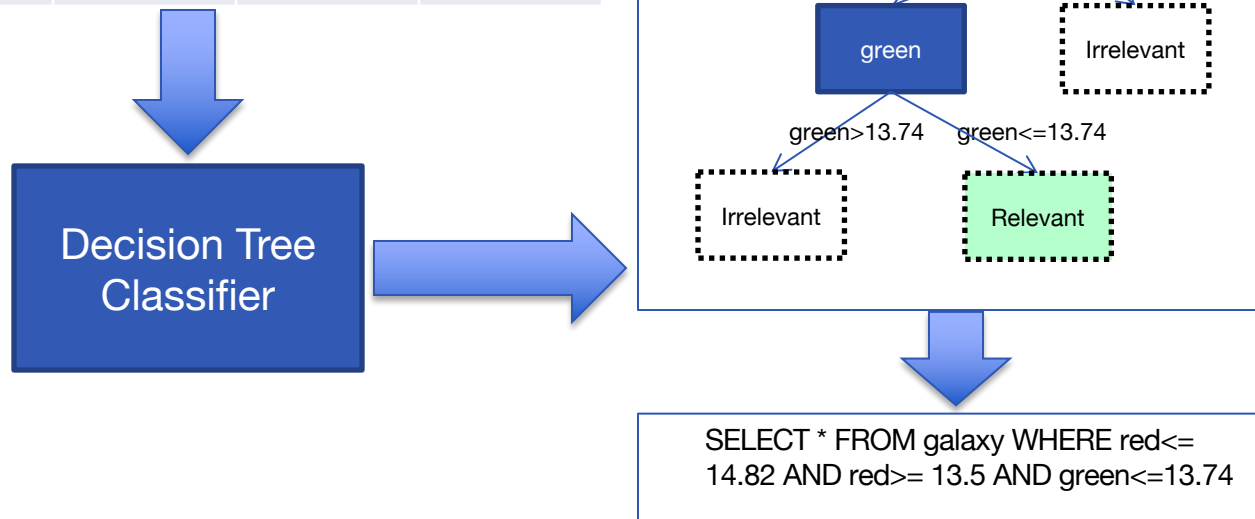 green
Irrelevant
green>13.74
green<=13.74
Irrelevant
Relevant
Decision Tree
Classifier
SELECT * FROM galaxy WHERE red<=
14.82 AND red>= 13.5 AND green<=13.74